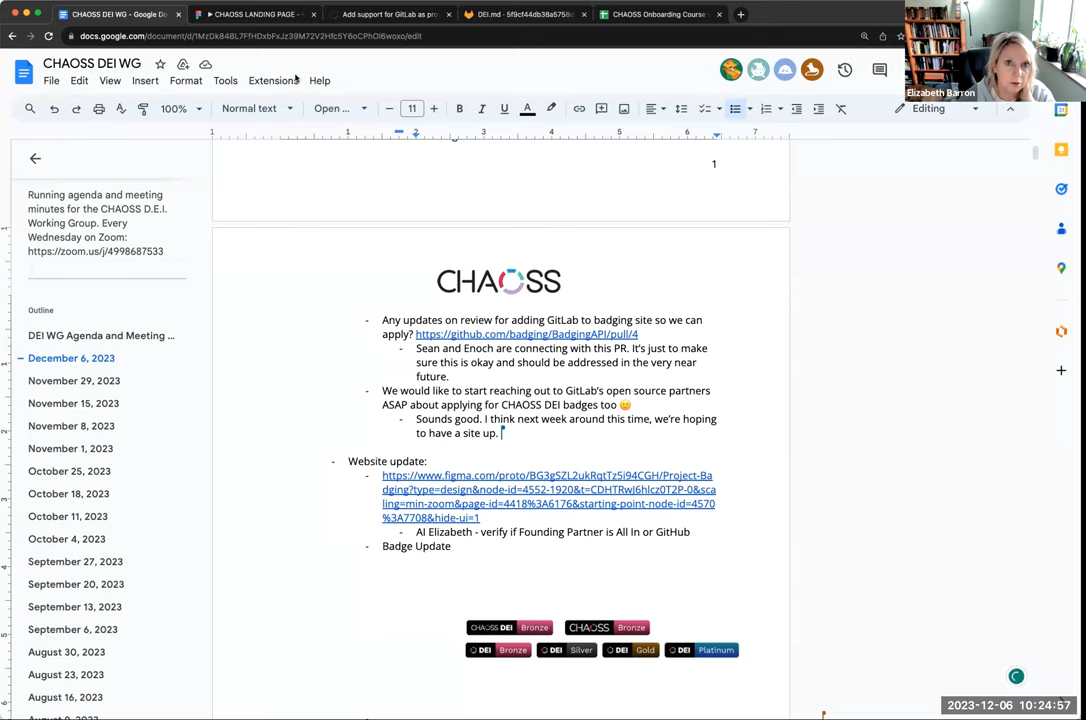 CHAOSS DEI WG - Google Do
CHAOSS LANDING PAGE -
Add support for GitLab as pro
DEI.md · 5f9cf44db38a5758
CHAOSS Onboarding Course
docs.google.com/document/d/1MzDk84BL7FfHDxbFxJz39M72V2Hfc5Y6oCPhOl6woxo/edit
CHAOSS DEI WG
File Edit View Insert Format Tools Extensions Help
100% Normal text Open ... 11 Editing
Elizabeth Barron
1 1 2 3 4 5 6 7
Running agenda and meeting
minutes for the CHAOSS D.E.I.
Working Group. Every
Wednesday on Zoom:
https://zoom.us/j/4998687533
Outline
DEI WG Agenda and Meeting ...
December 6, 2023
November 29, 2023
November 15, 2023
November 8, 2023
November 1, 2023
October 25, 2023
October 18, 2023
October 11, 2023
October 4, 2023
September 27, 2023
September 20, 2023
September 13, 2023
September 6, 2023
August 30, 2023
August 23, 2023
August 16, 2023
1
CHAOSS
- Any updates on review for adding GitLab to badging site so we can
apply? https://github.com/badging/BadgingAPI/pull/4
- Sean and Enoch are connecting with this PR. It's just to make
sure this is okay and should be addressed in the very near
future.
- We would like to start reaching out to GitLab's open source partners
ASAP about applying for CHAOSS DEI badges too 🙂
- Sounds good. I think next week around this time, we're hoping
to have a site up.
- Website update:
- https://www.figma.com/proto/BG3gSZL2ukRqtTz5i94CGH/Project-Ba
dging?type=design&node-id=4552-1920&t=CDHTRwJ6hlcz0T2P-0&sca
ling=min-zoom&page-id=4418%3A6176&starting-point-node-id=4570
%3A7708&hide-ui=1
- AI Elizabeth - verify if Founding Partner is All In or GitHub
- Badge Update
CHAOSS DEI Bronze CHAOSS Bronze
DEI Bronze DEI Silver DEI Gold DEI Platinum
2023-12-06 10:24:57